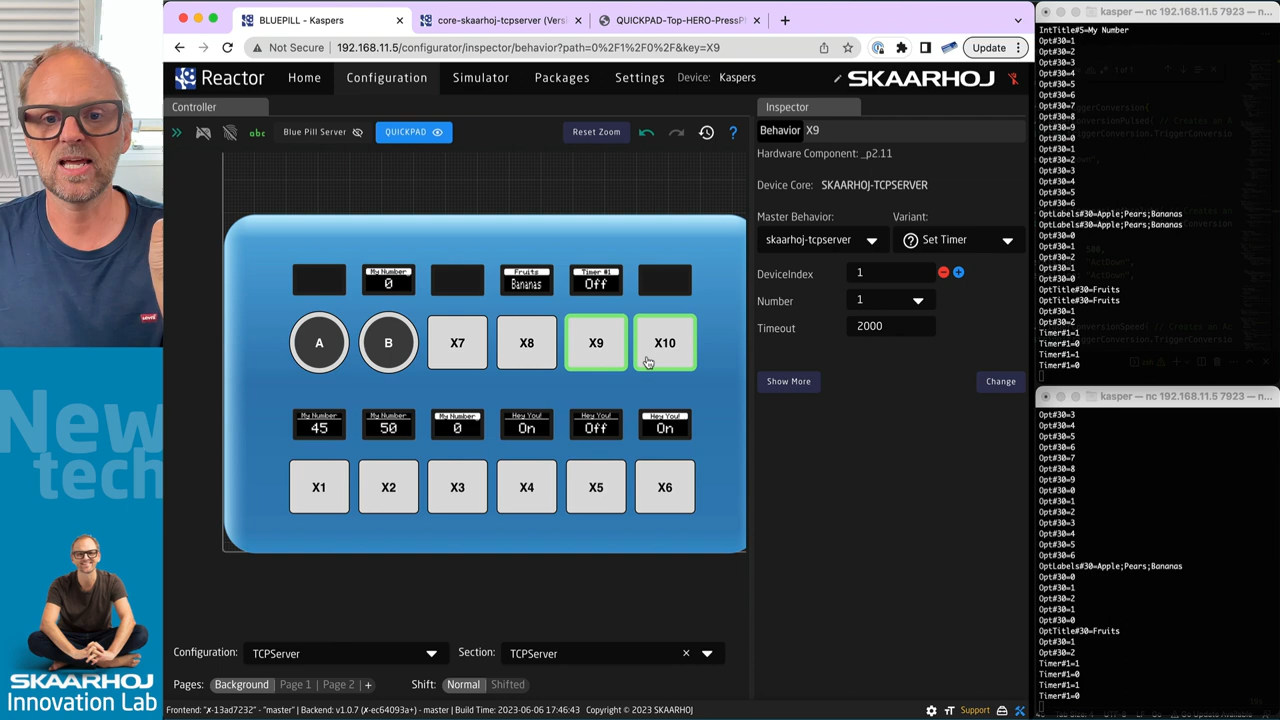 BLUEPILL - Kaspers
core-skaarhoj-tcpserver (Vers
QUICKPAD-Top-HERO-PressPl
Not Secure
192.168.11.5/configurator/inspector/behavior?path=0%2F1%2F0%2F&key=X9
Update
Reactor
Home
Configuration
Simulator
Packages
Settings
Device: Kaspers
SKAARHOJ
Controller
abc
Blue Pill Server
QUICKPAD
Reset Zoom
?
My Number
0
Fruits
Bananas
Timer #1
Off
A
B
X7
X8
X9
X10
My Number
45
My Number
50
My Number
0
Hey You!
On
Hey You!
Off
Hey You!
On
X1
X2
X3
X4
X5
X6
Configuration:
TCPServer
Section:
TCPServer
Pages:
Background
Page 1
Page 2
+
Shift:
Normal
Shifted
Inspector
Behavior X9
Hardware Component: _p2.11
Device Core: SKAARHOJ-TCPSERVER
Master Behavior:
Variant:
skaarhoj-tcpserver
Set Timer
DeviceIndex
1
Number
1
Timeout
2000
Show More
Change
kasper — nc 192.168.11.5 7923 — n...
IntTitle#5=My Number
Opt#30=1
Opt#30=2
Opt#30=3
Opt#30=4
Opt#30=5
Opt#30=6
Opt#30=7
Opt#30=8
Opt#30=9
Opt#30=0
Opt#30=1
Opt#30=2
Opt#30=3
Opt#30=4
Opt#30=5
Opt#30=6
OptLabels#30=Apple;Pears;Bananas
OptLabels#30=Apple;Pears;Bananas
Opt#30=0
Opt#30=1
Opt#30=2
Opt#30=1
Opt#30=0
OptTitle#30=Fruits
OptTitle#30=Fruits
Opt#30=1
Opt#30=2
Timer#1=1
Timer#1=0
Timer#1=1
Timer#1=0
kasper — nc 192.168.11.5 7923 — n...
Opt#30=3
Opt#30=4
Opt#30=5
Opt#30=6
Opt#30=7
Opt#30=8
Opt#30=9
Opt#30=0
Opt#30=1
Opt#30=2
Opt#30=3
Opt#30=4
Opt#30=5
Opt#30=6
OptLabels#30=Apple;Pears;Bananas
Opt#30=0
Opt#30=1
Opt#30=2
Opt#30=1
Opt#30=0
OptTitle#30=Fruits
Opt#30=1
Opt#30=2
Timer#1=1
Timer#1=0
Timer#1=1
Timer#1=0
LEVI'S
New
tech
SKAARHOJ
Innovation Lab
Frontend: "✗-13ad7232" - "master" | Backend: v1.0.7 (✗-ec64093a+) - master | Build Time: 2023-06-06 17:46:43 Copyright © 2023 SKAARHOJ
Support